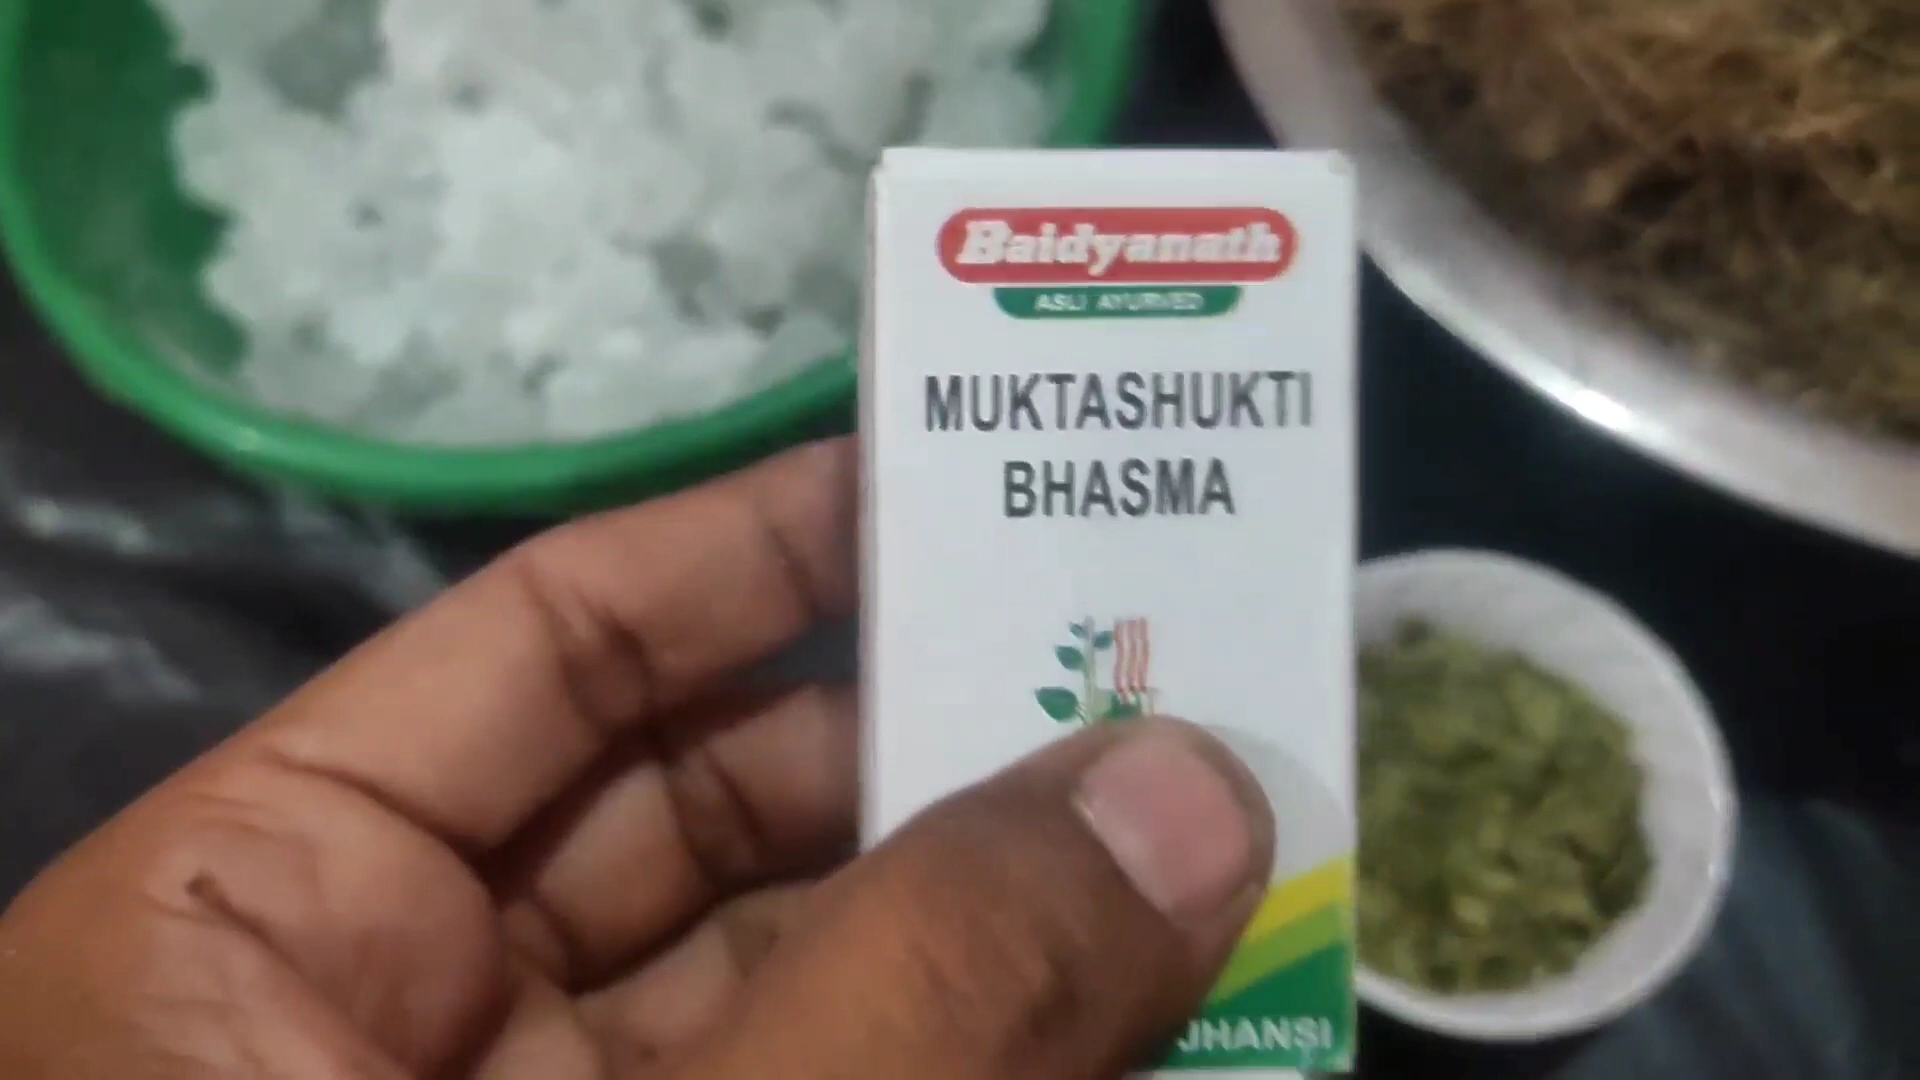 Baidyanath
ASLI AYURVED
MUKTASHUKTI
BHASMA
JHANSI